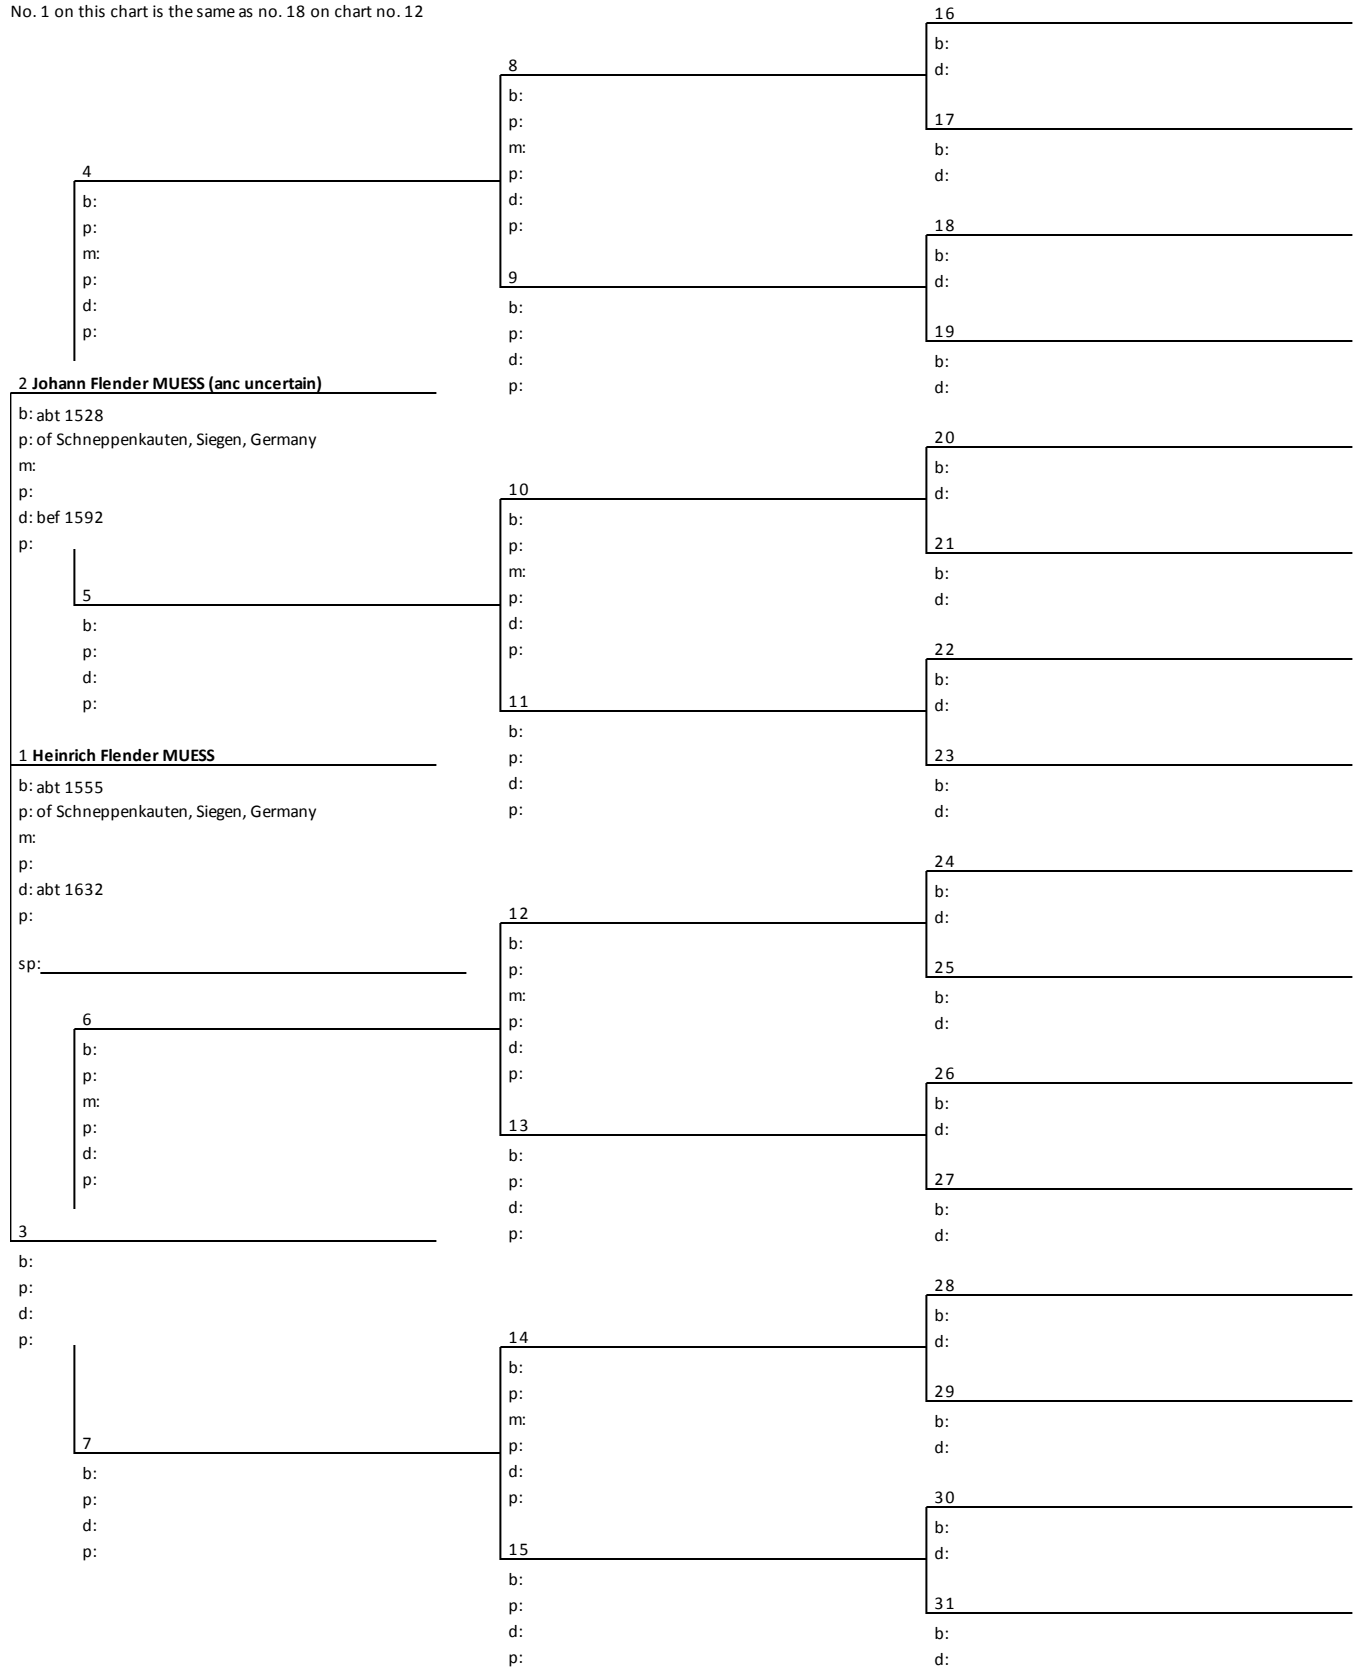 No. 1 on this chart is the same as no. 18 on chart no. 12
4
b:
p:
m:
p:
d:
p:
2 Johann Flender MUESS (anc uncertain)
b: abt 1528
p: of Schneppenkauten, Siegen, Germany
m:
p:
d: bef 1592
p:
5
b:
p:
d:
p:
1 Heinrich Flender MUESS
b: abt 1555
p: of Schneppenkauten, Siegen, Germany
m:
p:
d: abt 1632
p:
sp:
6
b:
p:
m:
p:
d:
p:
3
b:
p:
d:
p:
7
b:
p:
d:
p:
8
b:
p:
m:
p:
d:
p:
9
b:
p:
d:
p:
10
b:
p:
m:
p:
d:
p:
11
b:
p:
d:
p:
12
b:
p:
m:
p:
d:
p:
13
b:
p:
d:
p:
14
b:
p:
m:
p:
d:
p:
15
b:
p:
d:
p:
16
b:
d:
17
b:
d:
18
b:
d:
19
b:
d:
20
b:
d:
21
b:
d:
22
b:
d:
23
b:
d:
24
b:
d:
25
b:
d:
26
b:
d:
27
b:
d:
28
b:
d:
29
b:
d:
30
b:
d:
31
b:
d: